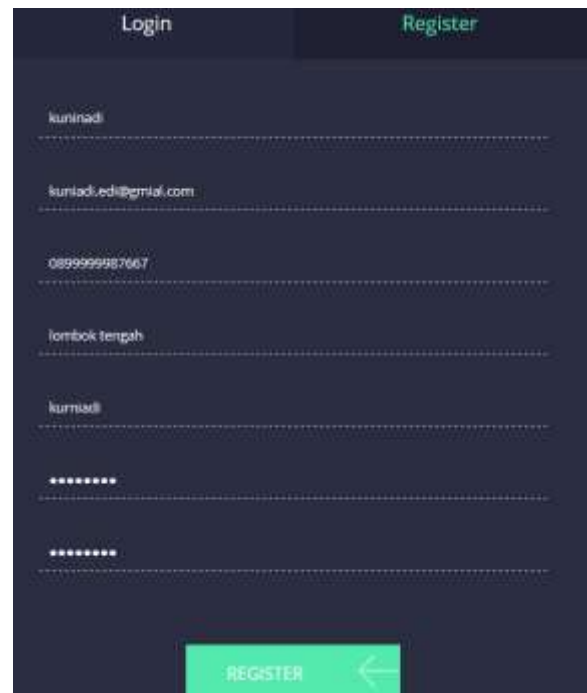 Login
Register
kuninadi
kuniadi.edi@gmial.com
0899999987667
lombok tengah
kurniadi
••••••••
••••••••
REGISTER